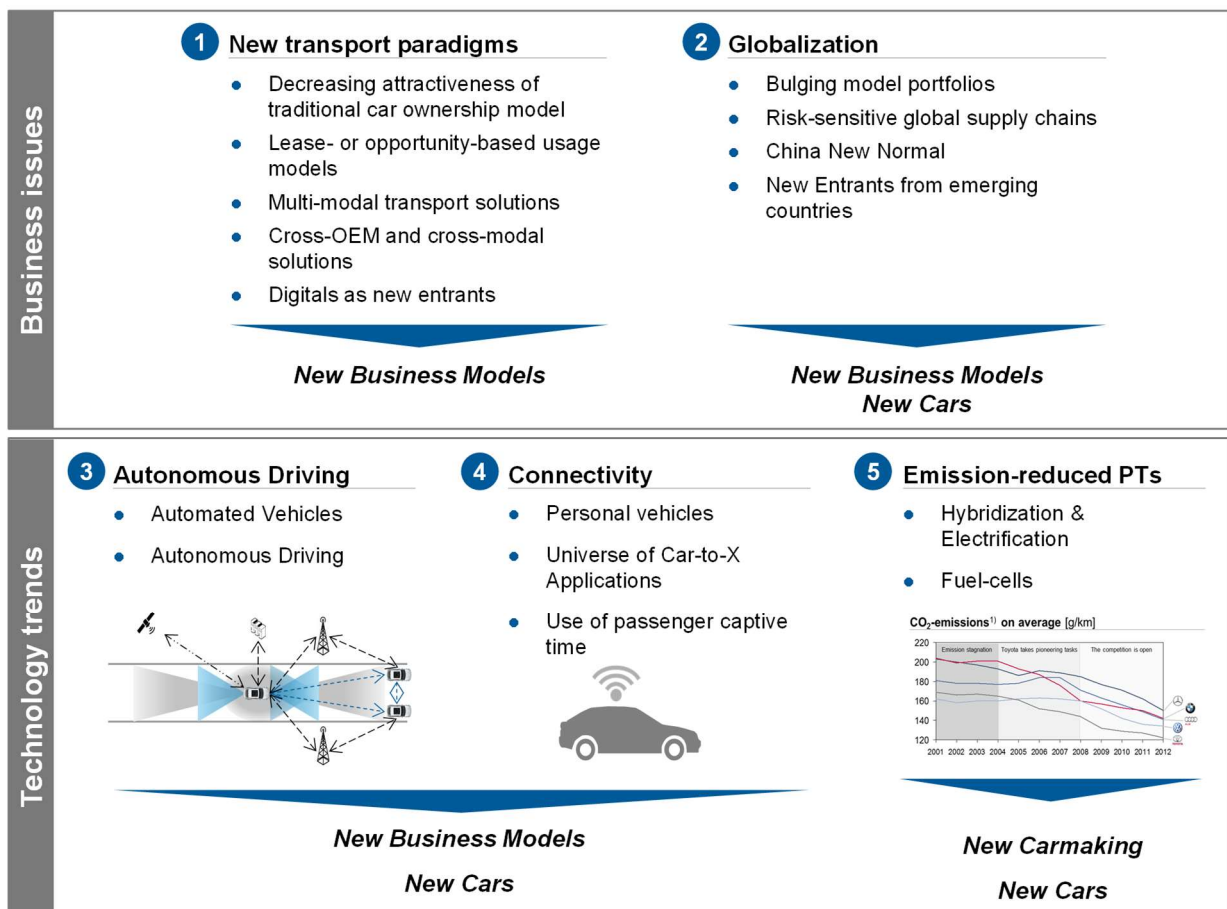 Business issues
1 New transport paradigms
• Decreasing attractiveness of
traditional car ownership model
• Lease- or opportunity-based usage
models
• Multi-modal transport solutions
• Cross-OEM and cross-modal
solutions
• Digitals as new entrants
New Business Models
2 Globalization
• Bulging model portfolios
• Risk-sensitive global supply chains
• China New Normal
• New Entrants from emerging
countries
New Business Models
New Cars
Technology trends
3 Autonomous Driving
• Automated Vehicles
• Autonomous Driving
4 Connectivity
• Personal vehicles
• Universe of Car-to-X
Applications
• Use of passenger captive
time
New Business Models
New Cars
5 Emission-reduced PTs
• Hybridization &
Electrification
• Fuel-cells
CO₂-emissions¹⁾ on average [g/km]
Emission stagnation Toyota takes pioneering tasks The competition is open
220
200
180
160
140
120
2001 2002 2003 2004 2005 2006 2007 2008 2009 2010 2011 2012
New Carmaking
New Cars